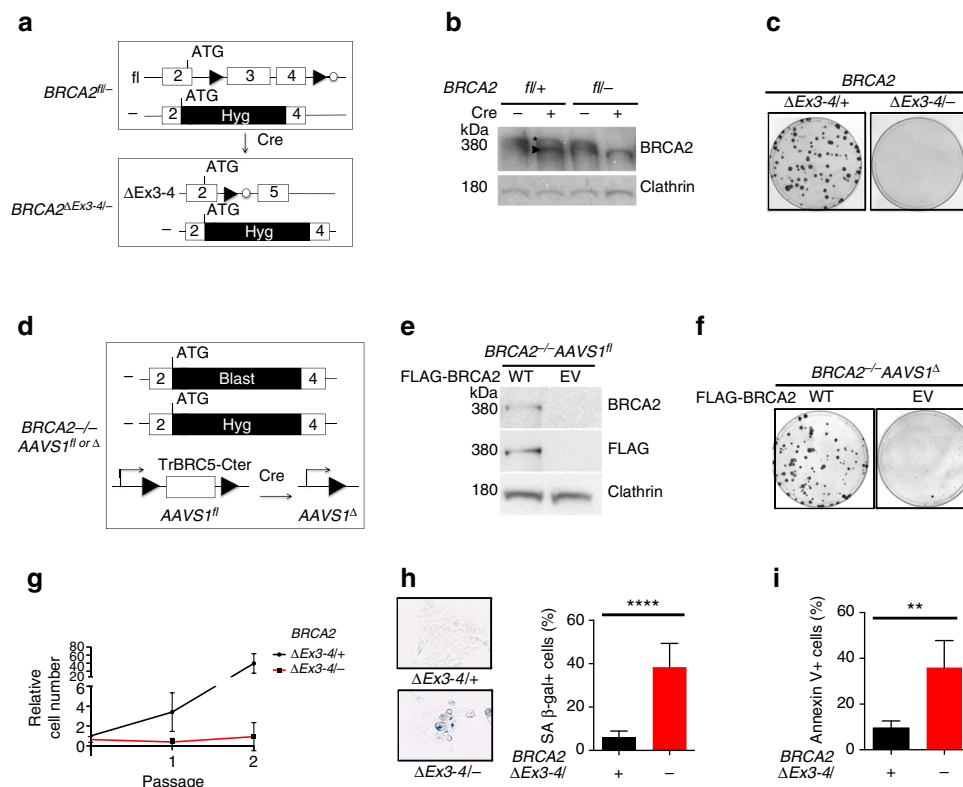 a
ATG
fl 2 3 4
BRCA2fl/–
ATG
– 2 Hyg 4
Cre
ATG
ΔEx3-4 2 5
BRCA2ΔEx3-4/–
ATG
– 2 Hyg 4
b
BRCA2 fl/+ fl/–
Cre – + – +
kDa
380 * BRCA2
180 Clathrin
c
BRCA2
ΔEx3-4/+ ΔEx3-4/–
d
ATG
– 2 Blast 4
ATG
– 2 Hyg 4
BRCA2–/–
AAVS1fl or Δ
TrBRC5-Cter Cre
AAVS1fl AAVS1Δ
e
BRCA2–/–AAVS1fl
FLAG-BRCA2 WT EV
kDa
380 BRCA2
380 FLAG
180 Clathrin
f
BRCA2–/–AAVS1Δ
FLAG-BRCA2 WT EV
g
BRCA2
ΔEx3-4/+
ΔEx3-4/–
Relative
cell number
80
60
40
20
6
4
2
0
1 2
Passage
h
ΔEx3-4/+
ΔEx3-4/–
****
SA β-gal+ cells (%)
60
40
20
0
BRCA2
ΔEx3-4/ + –
i
**
Annexin V+ cells (%)
60
40
20
0
BRCA2
ΔEx3-4/ + –